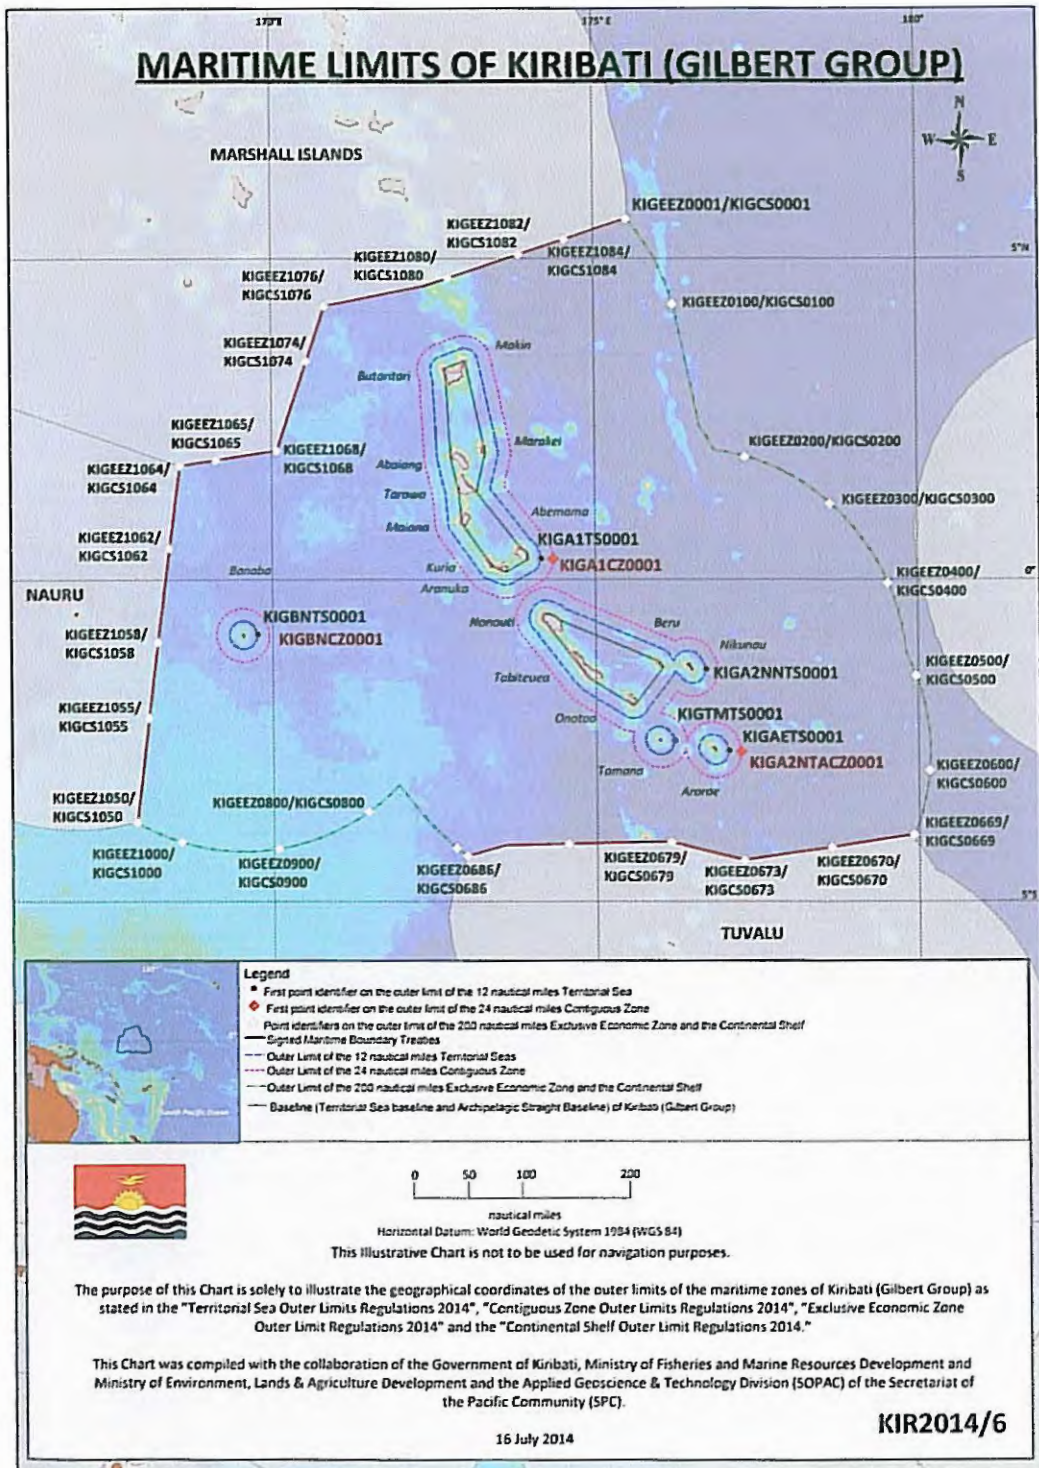 170°E
175° E
180°
MARITIME LIMITS OF KIRIBATI (GILBERT GROUP)
N
W E
S
MARSHALL ISLANDS
KIGEEZ0001/KIGCS0001
KIGEEZ1082/
KIGCS1082
KIGEEZ1084/
KIGCS1084
5°N
KIGEEZ1080/
KIGCS1080
KIGEEZ1076/
KIGCS1076
KIGEEZ0100/KIGCS0100
KIGEEZ1074/
KIGCS1074
Makin
Butaritari
KIGEEZ1065/
KIGCS1065
Marakei
KIGEEZ0200/KIGCS0200
KIGEEZ1068/
KIGCS1068
KIGEEZ1064/
KIGCS1064
Abaiang
Tarawa
KIGEEZ0300/KIGCS0300
Abemama
Maiana
KIGEEZ1062/
KIGCS1062
KIGA1TS0001
KIGA1CZ0001
Kuria
Aranuka
Banaba
0°
KIGEEZ0400/
KIGCS0400
NAURU
KIGBNTS0001
KIGBNCZ0001
Nonouti
Beru
Nikunau
KIGEEZ1058/
KIGCS1058
KIGA2NNTS0001
KIGEEZ0500/
KIGCS0500
Tabiteuea
KIGEEZ1055/
KIGCS1055
Onotoa
KIGTMTS0001
KIGAETS0001
KIGA2NTACZ0001
Tamana
Arorae
KIGEEZ0600/
KIGCS0600
KIGEEZ1050/
KIGCS1050
KIGEEZ0800/KIGCS0800
KIGEEZ0669/
KIGCS0669
KIGEEZ1000/
KIGCS1000
KIGEEZ0900/
KIGCS0900
KIGEEZ0686/
KIGCS0686
KIGEEZ0679/
KIGCS0679
KIGEEZ0673/
KIGCS0673
KIGEEZ0670/
KIGCS0670
5°S
TUVALU
180°
South Pacific Ocean
Legend
First point identifier on the outer limit of the 12 nautical miles Territorial Sea
First point identifier on the outer limit of the 24 nautical miles Contiguous Zone
Point identifiers on the outer limit of the 200 nautical miles Exclusive Economic Zone and the Continental Shelf
Signed Maritime Boundary Treaties
Outer Limit of the 12 nautical miles Territorial Seas
Outer Limit of the 24 nautical miles Contiguous Zone
Outer Limit of the 200 nautical miles Exclusive Economic Zone and the Continental Shelf
Baseline (Territorial Sea baseline and Archipelagic Straight Baseline) of Kiribati (Gilbert Group)
0 50 100 200
nautical miles
Horizontal Datum: World Geodetic System 1984 (WGS 84)
This Illustrative Chart is not to be used for navigation purposes.
The purpose of this Chart is solely to illustrate the geographical coordinates of the outer limits of the maritime zones of Kiribati (Gilbert Group) as
stated in the "Territorial Sea Outer Limits Regulations 2014", "Contiguous Zone Outer Limits Regulations 2014", "Exclusive Economic Zone
Outer Limit Regulations 2014" and the "Continental Shelf Outer Limit Regulations 2014."
This Chart was compiled with the collaboration of the Government of Kiribati, Ministry of Fisheries and Marine Resources Development and
Ministry of Environment, Lands & Agriculture Development and the Applied Geoscience & Technology Division (SOPAC) of the Secretariat of
the Pacific Community (SPC).
KIR2014/6
16 July 2014